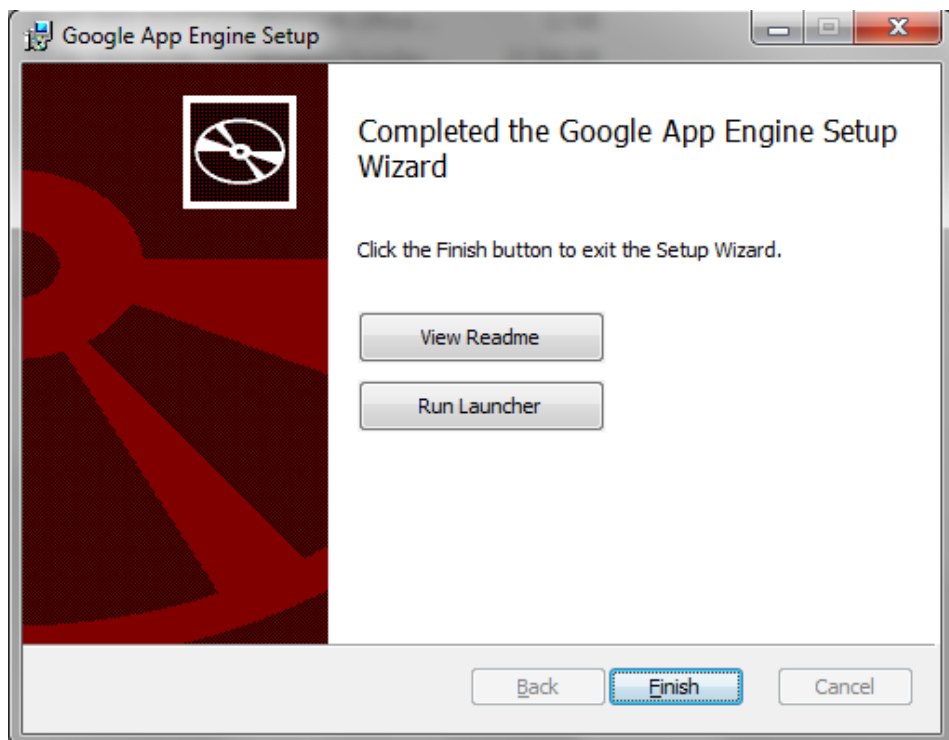 Google App Engine Setup
Completed the Google App Engine Setup
Wizard
Click the Finish button to exit the Setup Wizard.
View Readme
Run Launcher
Back
Finish
Cancel